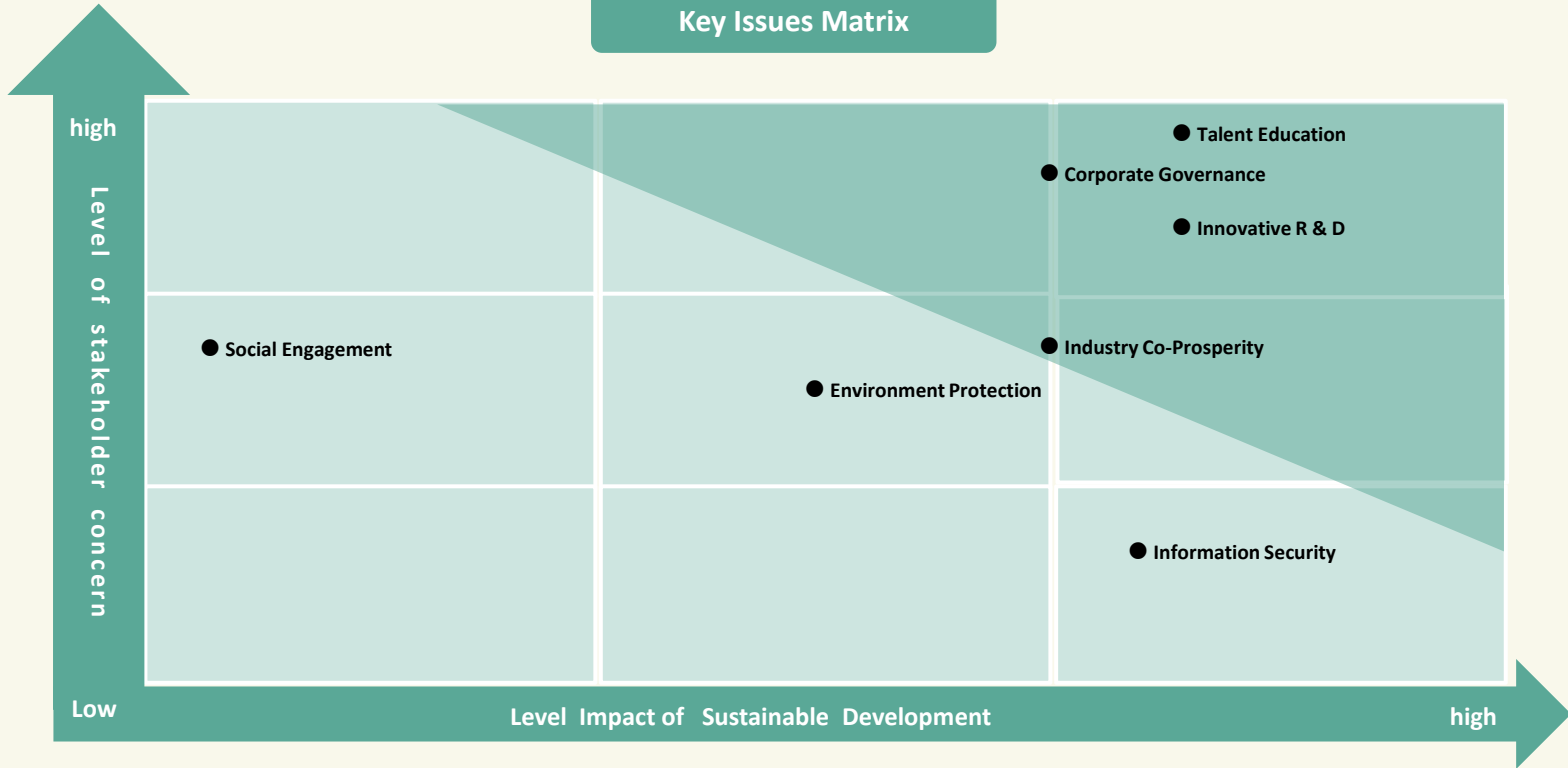 Key Issues Matrix
high
Level of stakeholder concern
Talent Education
Corporate Governance
Innovative R & D
Social Engagement
Industry Co-Prosperity
Environment Protection
Information Security
Low
Level Impact of Sustainable Development
high